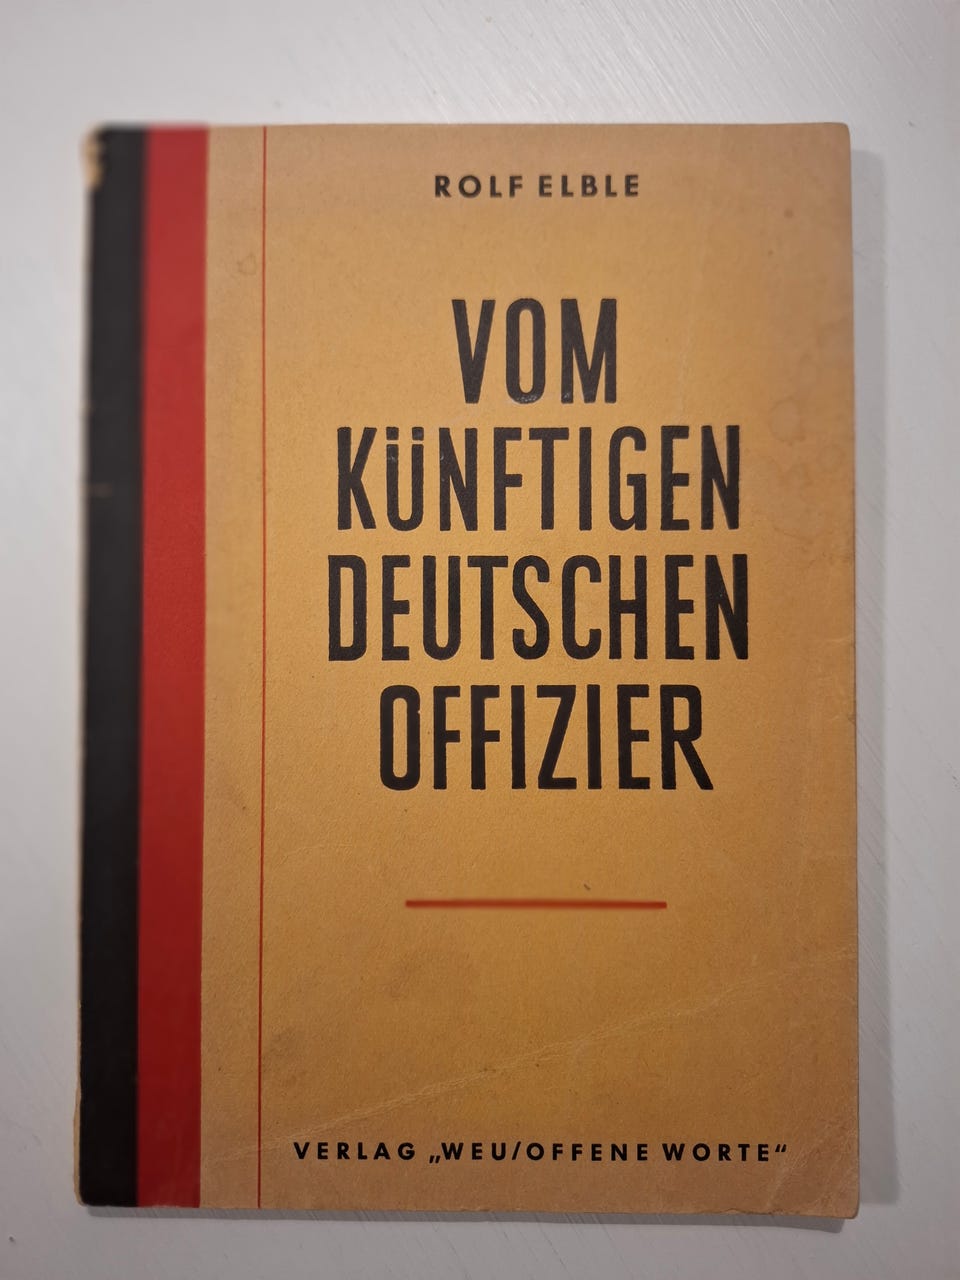 ROLF ELBLE
VOM
KÜNFTIGEN
DEUTSCHEN
OFFIZIER
VERLAG „WEU/OFFENE WORTE“